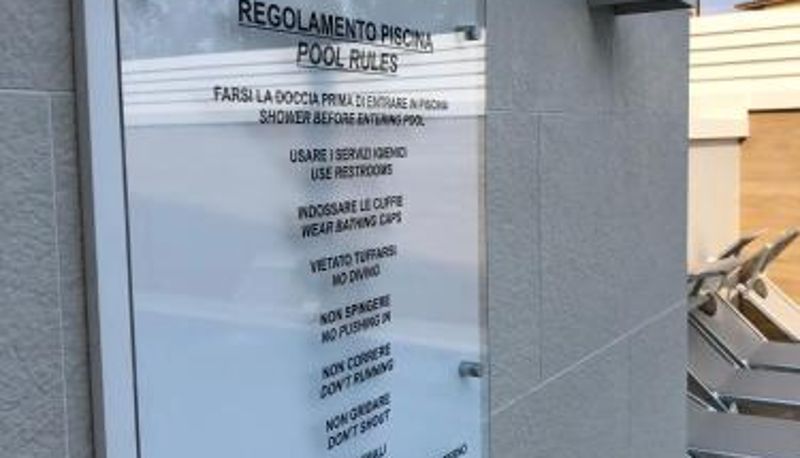 REGOLAMENTO PISCINA
POOL RULES
FARSI LA DOCCIA PRIMA DI ENTRARE IN PISCINA
SHOWER BEFORE ENTERING POOL
USARE I SERVIZI IGIENICI
USE RESTROOMS
INDOSSARE LE CUFFIE
WEAR BATHING CAPS
VIETATO TUFFARSI
NO DIVING
NON SPINGERE
NO PUSHING IN
NON CORRERE
DON'T RUNNING
NON GRIDARE
DON'T SHOUT